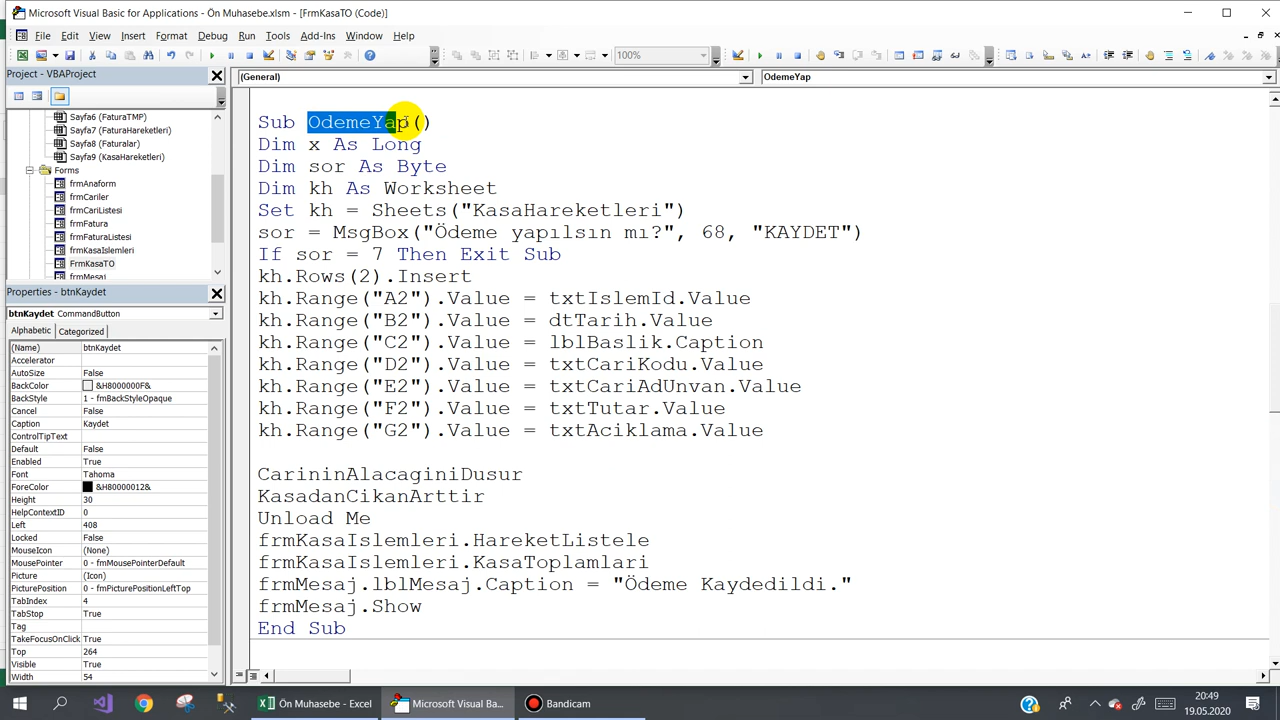 Microsoft Visual Basic for Applications - Ön Muhasebe.xlsm - [FrmKasaTO (Code)]
File Edit View Insert Format Debug Run Tools Add-Ins Window Help
100%
Project - VBAProject
(General)
OdemeYap
Sayfa6 (FaturaTMP)
Sayfa7 (FaturaHareketleri)
Sayfa8 (Faturalar)
Sayfa9 (KasaHareketleri)
Forms
frmAnaform
frmCariler
frmCariListesi
frmFatura
frmFaturaListesi
frmKasaIslemleri
FrmKasaTO
frmMesaj
Properties - btnKaydet
btnKaydet CommandButton
Alphabetic Categorized
(Name) btnKaydet
Accelerator
AutoSize False
BackColor &H8000000F&
BackStyle 1 - fmBackStyleOpaque
Cancel False
Caption Kaydet
ControlTipText
Default False
Enabled True
Font Tahoma
ForeColor &H80000012&
Height 30
HelpContextID 0
Left 408
Locked False
MouseIcon (None)
MousePointer 0 - fmMousePointerDefault
Picture (Icon)
PicturePosition 0 - fmPicturePositionLeftTop
TabIndex 4
TabStop True
Tag
TakeFocusOnClick True
Top 264
Visible True
Width 54
Sub OdemeYap()
Dim x As Long
Dim sor As Byte
Dim kh As Worksheet
Set kh = Sheets("KasaHareketleri")
sor = MsgBox("Ödeme yapılsın mı?", 68, "KAYDET")
If sor = 7 Then Exit Sub
kh.Rows(2).Insert
kh.Range("A2").Value = txtIslemId.Value
kh.Range("B2").Value = dtTarih.Value
kh.Range("C2").Value = lblBaslik.Caption
kh.Range("D2").Value = txtCariKodu.Value
kh.Range("E2").Value = txtCariAdUnvan.Value
kh.Range("F2").Value = txtTutar.Value
kh.Range("G2").Value = txtAciklama.Value
CarininAlacaginiDusur
KasadanCikanArttir
Unload Me
frmKasaIslemleri.HareketListele
frmKasaIslemleri.KasaToplamlari
frmMesaj.lblMesaj.Caption = "Ödeme Kaydedildi."
frmMesaj.Show
End Sub
Ön Muhasebe - Excel
Microsoft Visual Ba...
Bandicam
20:49
19.05.2020